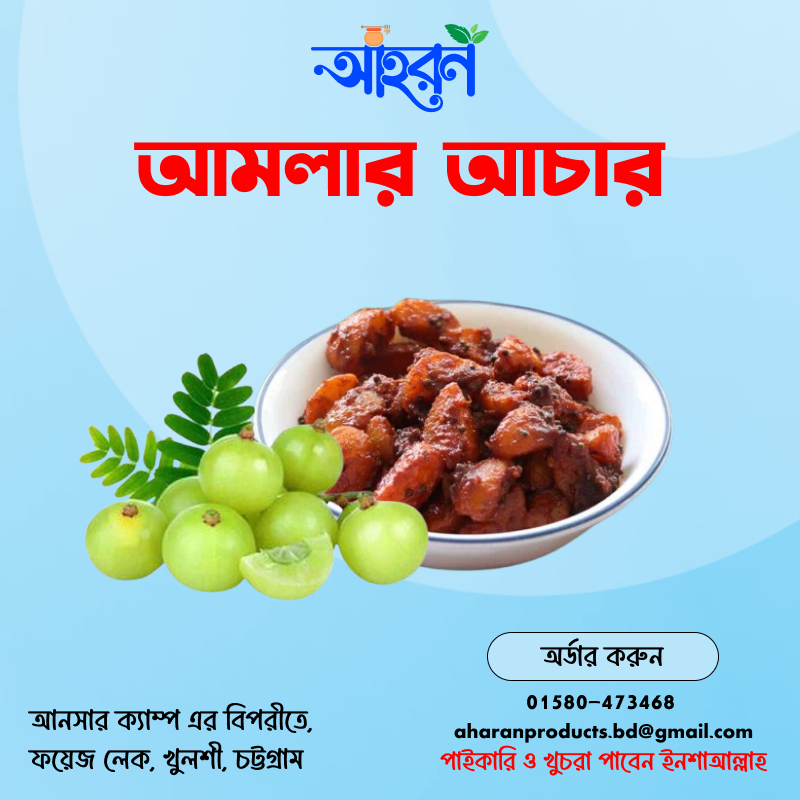 আহরন
আমলার আচার
অর্ডার করুন
01580-473468
aharanproducts.bd@gmail.com
পাইকারি ও খুচরা পাবেন ইনশাআল্লাহ
আনসার ক্যাম্প এর বিপরীতে,
ফয়েজ লেক, খুলশী, চট্টগ্রাম